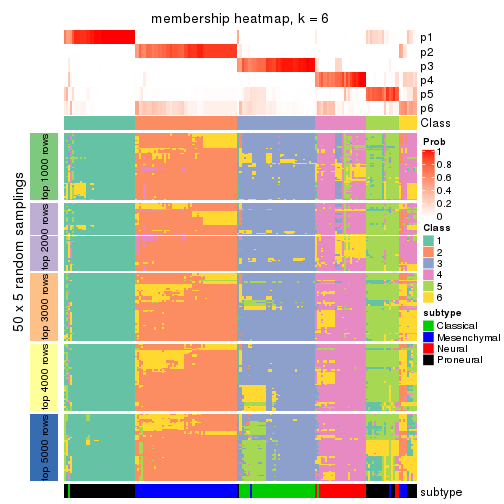 membership heatmap, k = 6
p1
p2
p3
p4
p5
p6
Class
50 x 5 random samplings
top 1000 rows
top 2000 rows
top 3000 rows
top 4000 rows
top 5000 rows
subtype
Prob
1
0.8
0.6
0.4
0.2
0
Class
1
2
3
4
5
6
subtype
Classical
Mesenchymal
Neural
Proneural